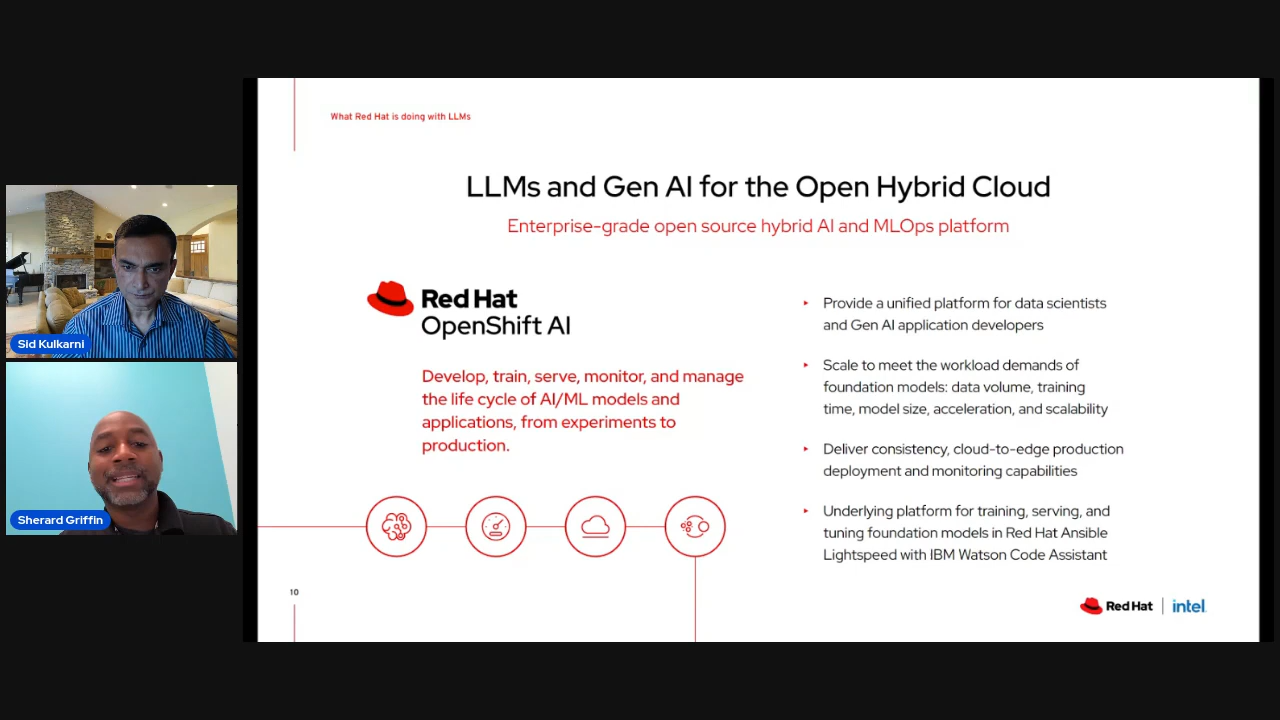 What Red Hat is doing with LLMs
LLMs and Gen AI for the Open Hybrid Cloud
Enterprise-grade open source hybrid AI and MLOps platform
Red Hat
OpenShift AI
Develop, train, serve, monitor, and manage
the life cycle of AI/ML models and
applications, from experiments to
production.
Provide a unified platform for data scientists
and Gen AI application developers
Scale to meet the workload demands of
foundation models: data volume, training
time, model size, acceleration, and scalability
Deliver consistency, cloud-to-edge production
deployment and monitoring capabilities
Underlying platform for training, serving, and
tuning foundation models in Red Hat Ansible
Lightspeed with IBM Watson Code Assistant
10
Red Hat | intel
Sid Kulkarni
Sherard Griffin